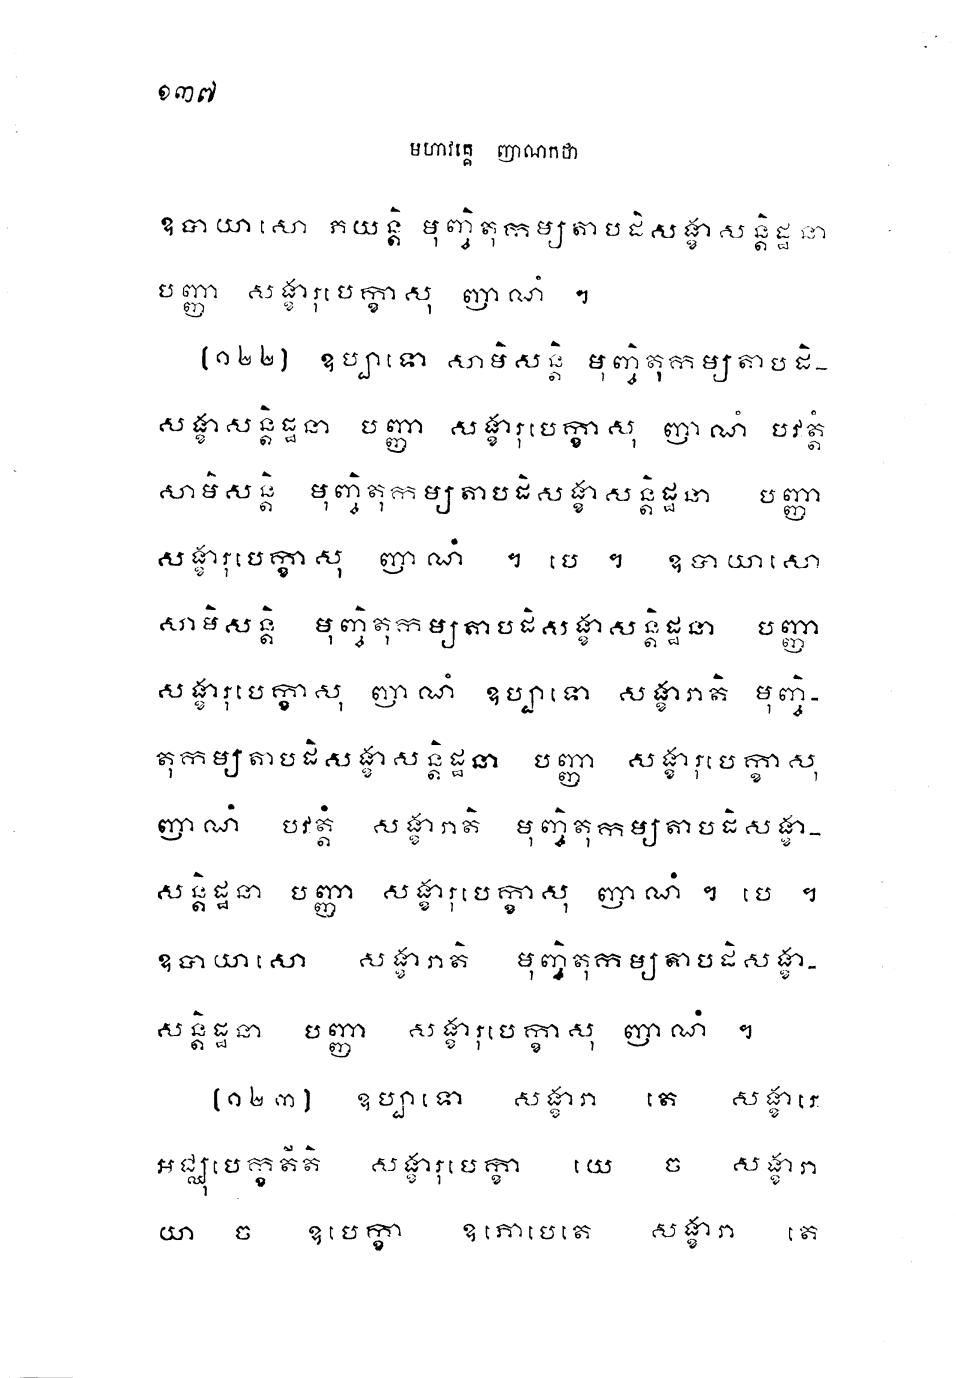 ១៣៧
មហាវគ្គេ ញាណកថា
ឧបាយាសោ ភយន្តិ មុញ្ចិតុកម្យតាបដិសង្ខាសន្តិដ្ឋនា
បញ្ញា សង្ខារុបេក្ខាសុ ញាណំ ។
(១២២) ឧប្បាទោ សាមិសន្តិ មុញ្ចិតុកម្យតាបដិ-
សង្ខាសន្តិដ្ឋនា បញ្ញា សង្ខារុបេក្ខាសុ ញាណំ បវត្តំ
សាមិសន្តិ មុញ្ចិតុកម្យតាបដិសង្ខាសន្តិដ្ឋនា បញ្ញា
សង្ខារុបេក្ខាសុ ញាណំ ។ បេ ។ ឧបាយាសោ
សាមិសន្តិ មុញ្ចិតុកម្យតាបដិសង្ខាសន្តិដ្ឋនា បញ្ញា
សង្ខារុបេក្ខាសុ ញាណំ ឧប្បាទោ សង្ខារាតិ មុញ្ចិ-
តុកម្យតាបដិសង្ខាសន្តិដ្ឋនា បញ្ញា សង្ខារុបេក្ខាសុ
ញាណំ បវត្តំ សង្ខារាតិ មុញ្ចិតុកម្យតាបដិសង្ខា-
សន្តិដ្ឋនា បញ្ញា សង្ខារុបេក្ខាសុ ញាណំ ។ បេ ។
ឧបាយាសោ សង្ខារាតិ មុញ្ចិតុកម្យតាបដិសង្ខា-
សន្តិដ្ឋនា បញ្ញា សង្ខារុបេក្ខាសុ ញាណំ ។
(១២៣) ឧប្បាទោ សង្ខារា តេ សង្ខារេ
អជ្ឈុបេក្ខតីតិ សង្ខារុបេក្ខា យេ ច សង្ខារា
យា ច ឧបេក្ខា ឧភោបេតេ សង្ខារា តេ